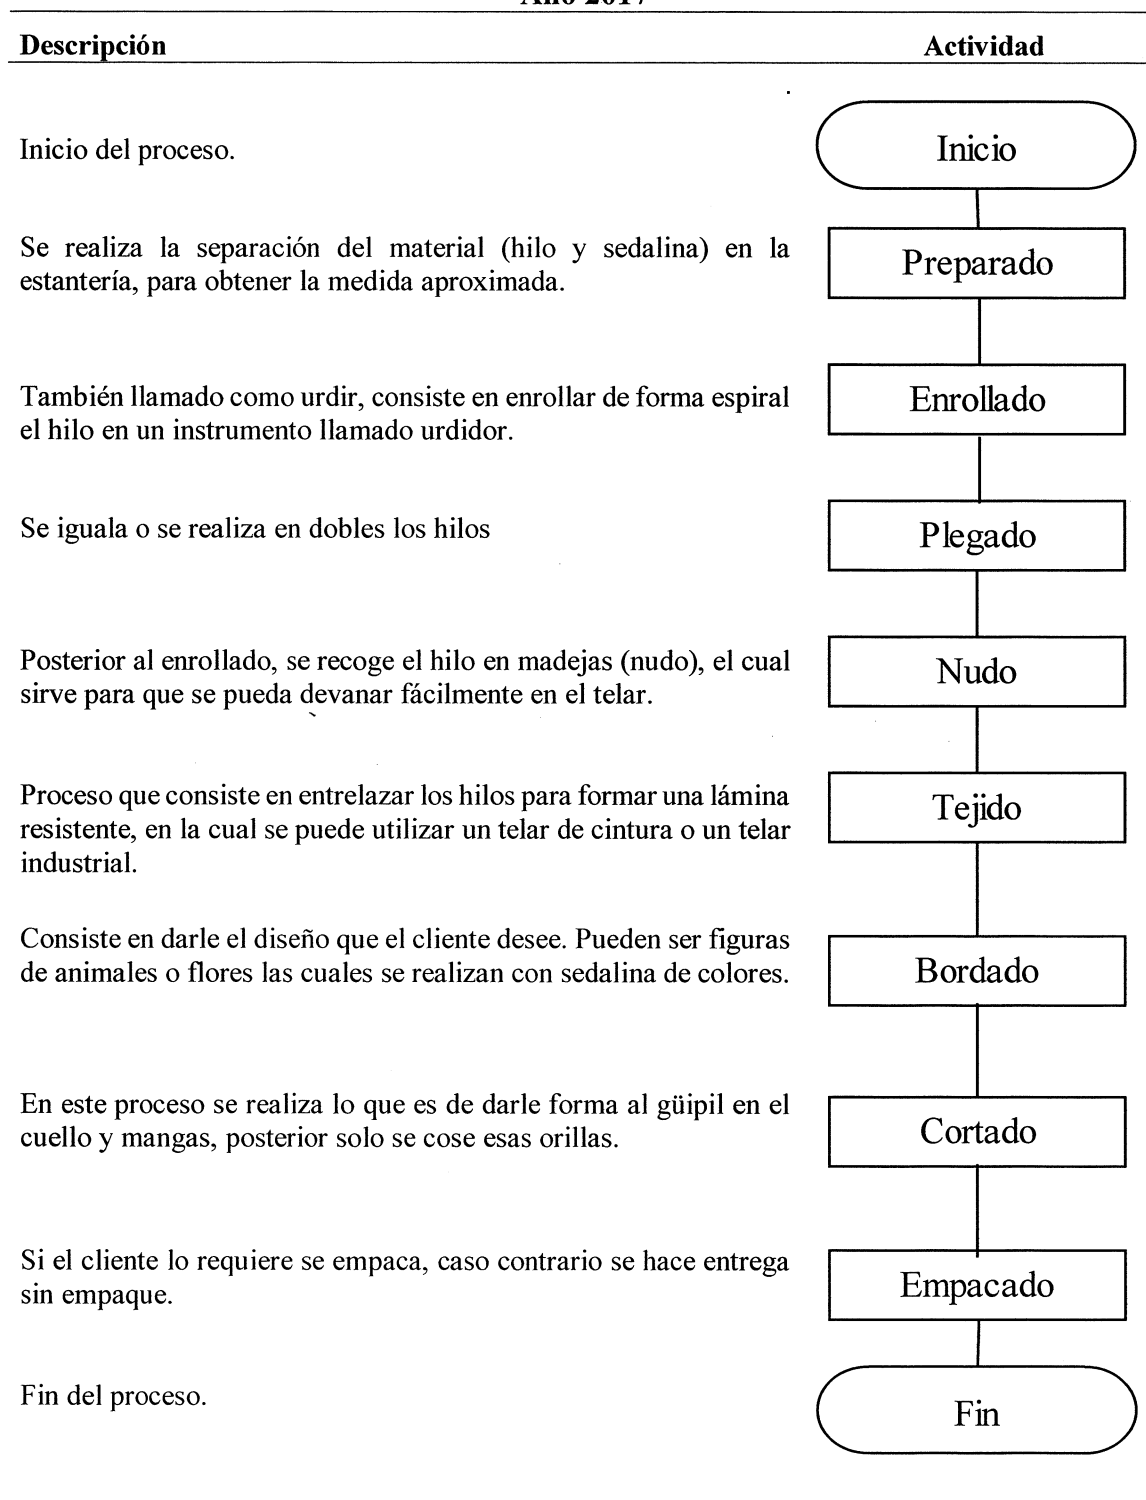 Año 2017
Descripción Actividad
Inicio del proceso. Inicio
Se realiza la separación del material (hilo y sedalina) en la
estantería, para obtener la medida aproximada.
Preparado
También llamado como urdir, consiste en enrollar de forma espiral
el hilo en un instrumento llamado urdidor.
Enrollado
Se iguala o se realiza en dobles los hilos
Plegado
Posterior al enrollado, se recoge el hilo en madejas (nudo), el cual
sirve para que se pueda devanar fácilmente en el telar.
Nudo
Proceso que consiste en entrelazar los hilos para formar una lámina
resistente, en la cual se puede utilizar un telar de cintura o un telar
industrial.
Tejido
Consiste en darle el diseño que el cliente desee. Pueden ser figuras
de animales o flores las cuales se realizan con sedalina de colores.
Bordado
En este proceso se realiza lo que es de darle forma al güipil en el
cuello y mangas, posterior solo se cose esas orillas.
Cortado
Si el cliente lo requiere se empaca, caso contrario se hace entrega
sin empaque.
Empacado
Fin del proceso.
Fin